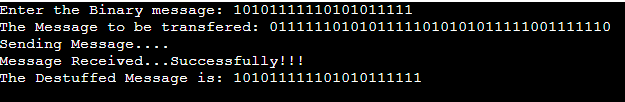 Enter the Binary message: 10101111110101011111
The Message to be transfered: 01111110101011111010101011111001111110
Sending Message....
Message Received...Successfully!!!
The Destuffed Message is: 101011111101010111111